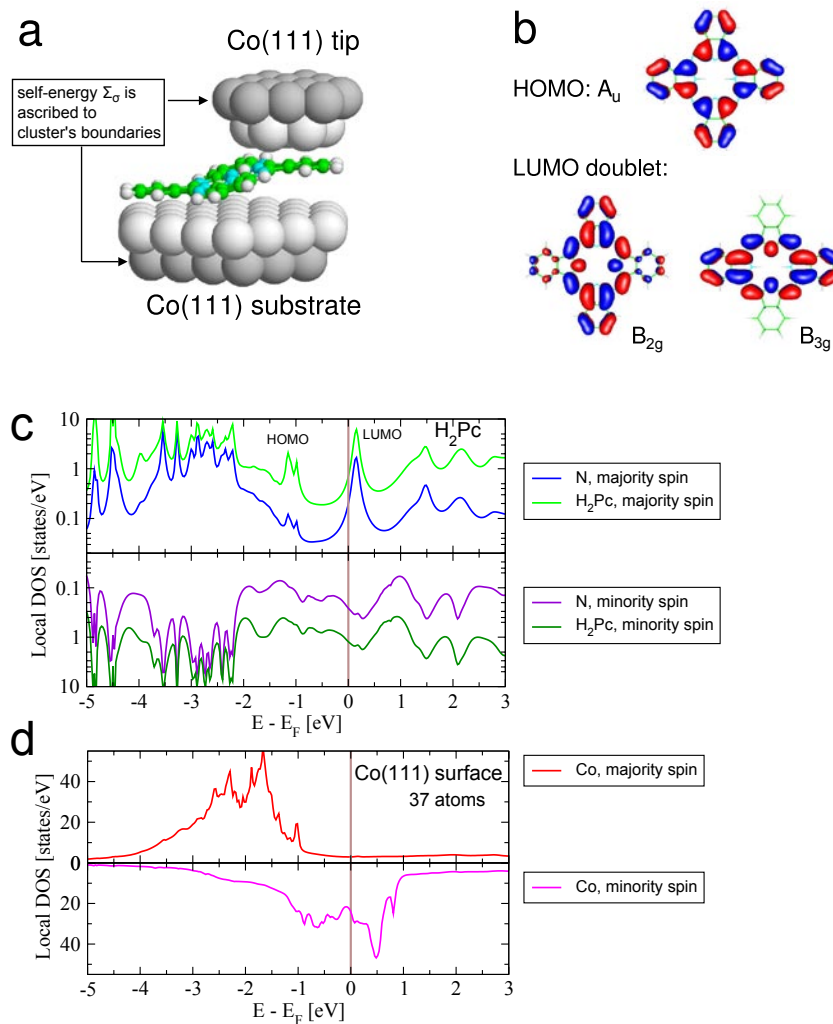 a
Co(111) tip
self-energy Σσ is
ascribed to
cluster's boundaries
Co(111) substrate
b
HOMO: Au
LUMO doublet:
B2g
B3g
c
H2Pc
HOMO
LUMO
10
1
0.1
0.1
1
10
Local DOS [states/eV]
-5 -4 -3 -2 -1 0 1 2 3
E - EF [eV]
N, majority spin
H2Pc, majority spin
N, minority spin
H2Pc, minority spin
d
Co(111) surface
37 atoms
40
20
0
20
40
Local DOS [states/eV]
-5 -4 -3 -2 -1 0 1 2 3
E - EF [eV]
Co, majority spin
Co, minority spin